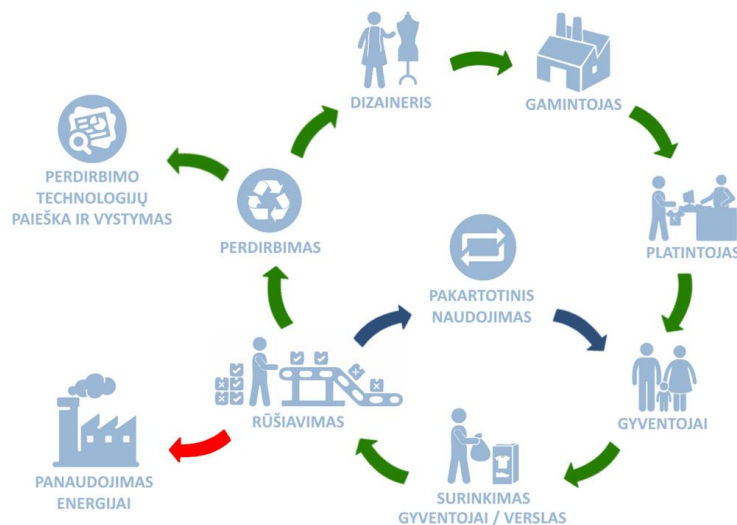 DIZAINERIS
GAMINTOJAS
PERDIRBIMO
TECHNOLOGIJŲ
PAIEŠKA IR VYSTYMAS
PERDIRBIMAS
PLATINTOJAS
PAKARTOTINIS
NAUDOJIMAS
RŪŠIAVIMAS
GYVENTOJAI
PANAUDOJIMAS
ENERGIJAI
SURINKIMAS
GYVENTOJAI / VERSLAS